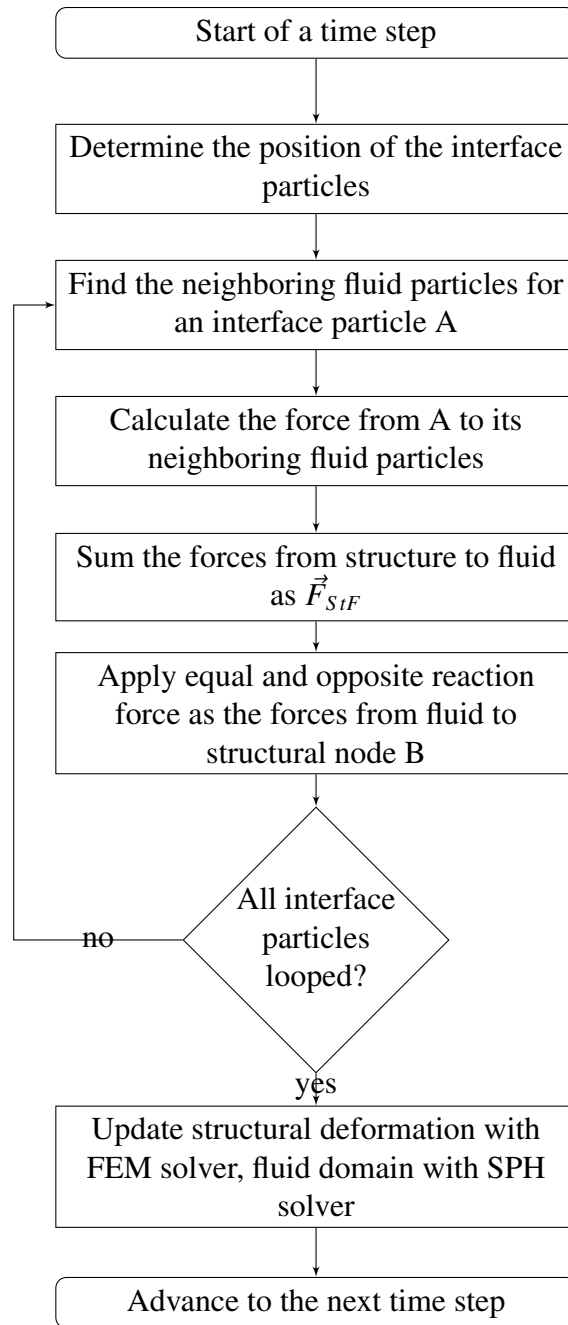 Start of a time step
Determine the position of the interface
particles
Find the neighboring fluid particles for
an interface particle A
Calculate the force from A to its
neighboring fluid particles
Sum the forces from structure to fluid
as $\vec{F}_{StF}$
Apply equal and opposite reaction
force as the forces from fluid to
structural node B
All interface
particles
looped?
no
yes
Update structural deformation with
FEM solver, fluid domain with SPH
solver
Advance to the next time step